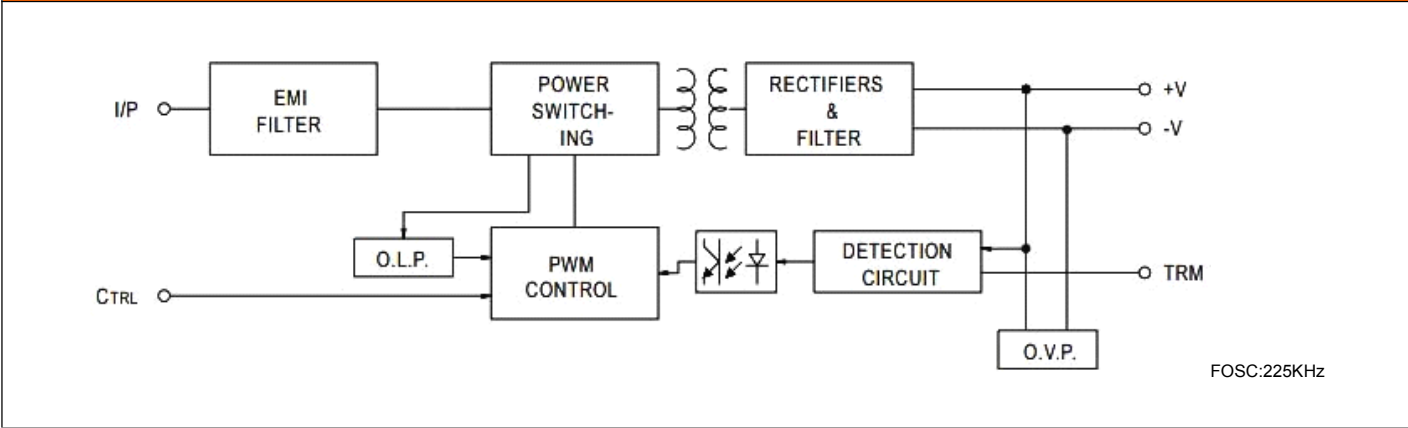 I/P
EMI
FILTER
POWER
SWITCH-
ING
RECTIFIERS
&
FILTER
+V
-V
O.L.P.
PWM
CONTROL
DETECTION
CIRCUIT
TRM
CTRL
O.V.P.
FOSC:225KHz